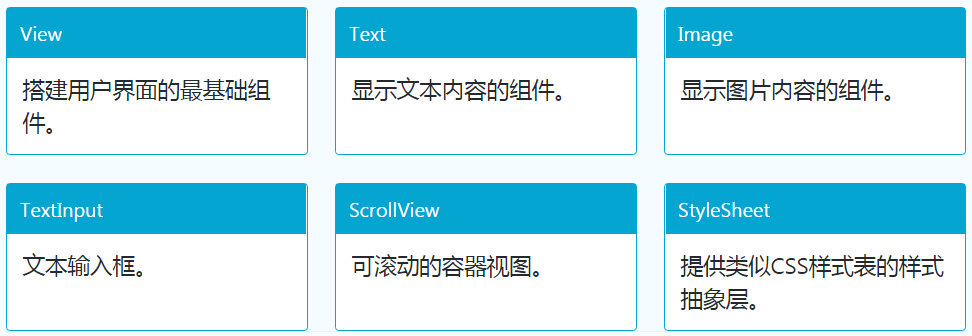 View
搭建用户界面的最基础组
件。
Text
显示文本内容的组件。
Image
显示图片内容的组件。
TextInput
文本输入框。
ScrollView
可滚动的容器视图。
StyleSheet
提供类似CSS样式表的样式
抽象层。